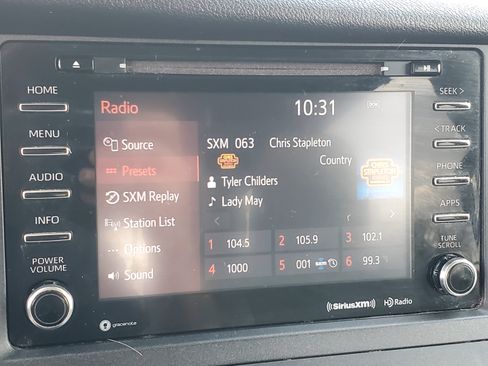 HOME
MENU
AUDIO
INFO
POWER
VOLUME
Radio
10:31
Source
Presets
SXM Replay
Station List
Options
Sound
SXM 063 Chris Stapleton
Country
Tyler Childers
Lady May
1 104.5
2 105.9
3 102.1
4 1000
5 001
6 99.3
SEEK >
< TRACK
PHONE
APPS
TUNE
SCROLL
gracenote
SiriusXM
HD Radio